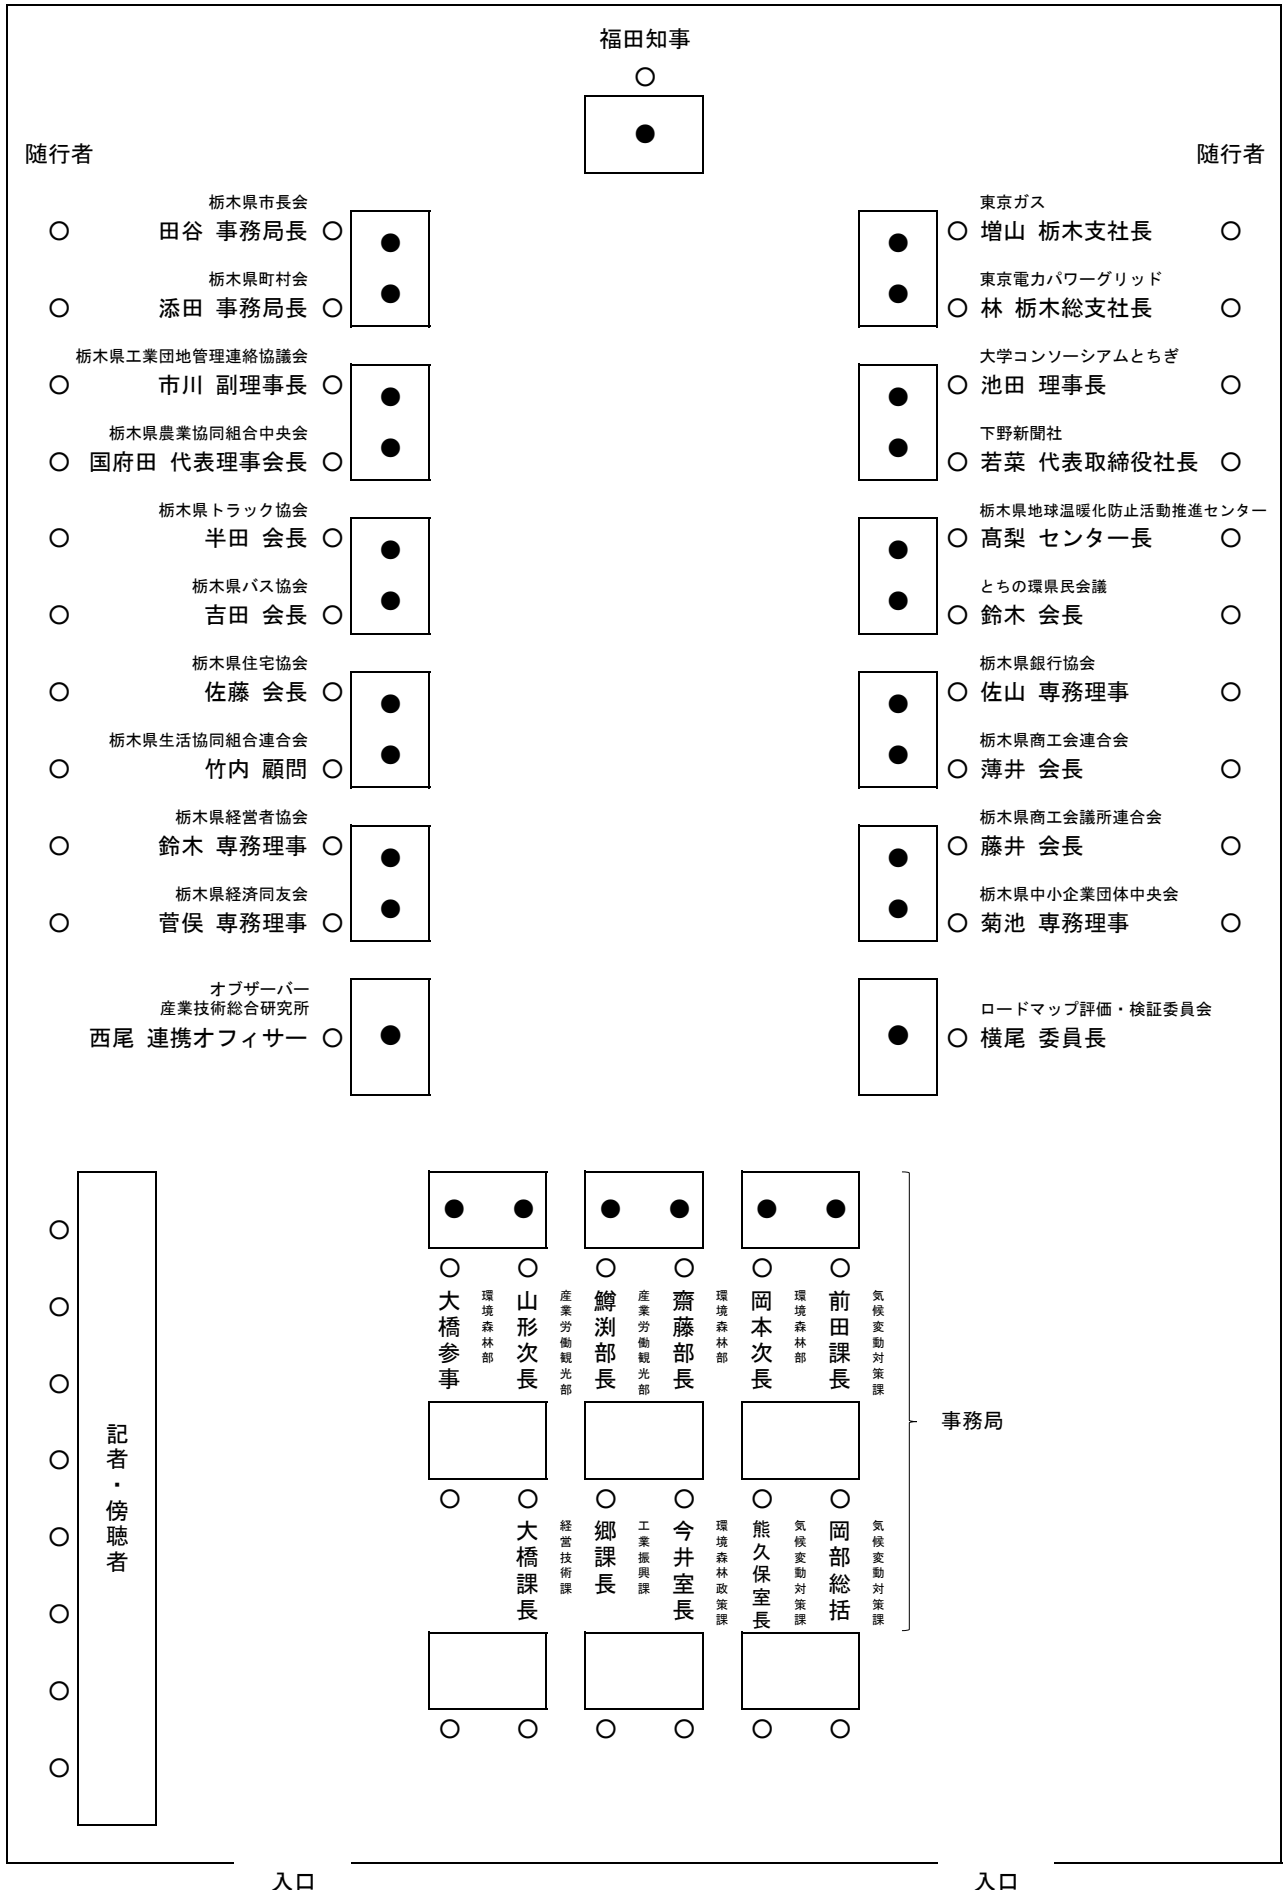 福田知事
随行者
随行者
栃木県市長会
田谷 事務局長
栃木県町村会
添田 事務局長
栃木県工業団地管理連絡協議会
市川 副理事長
栃木県農業協同組合中央会
国府田 代表理事会長
栃木県トラック協会
半田 会長
栃木県バス協会
吉田 会長
栃木県住宅協会
佐藤 会長
栃木県生活協同組合連合会
竹内 顧問
栃木県経営者協会
鈴木 専務理事
栃木県経済同友会
菅俣 専務理事
オブザーバー
産業技術総合研究所
西尾 連携オフィサー
東京ガス
増山 栃木支社長
東京電力パワーグリッド
林 栃木総支社長
大学コンソーシアムとちぎ
池田 理事長
下野新聞社
若菜 代表取締役社長
栃木県地球温暖化防止活動推進センター
髙梨 センター長
とちの環県民会議
鈴木 会長
栃木県銀行協会
佐山 専務理事
栃木県商工会連合会
薄井 会長
栃木県商工会議所連合会
藤井 会長
栃木県中小企業団体中央会
菊池 専務理事
ロードマップ評価・検証委員会
横尾 委員長
環境森林部
大橋参事
産業労働観光部
山形次長
産業労働観光部
鱒渕部長
環境森林部
齋藤部長
環境森林部
岡本次長
気候変動対策課
前田課長
事務局
経営技術課
大橋課長
工業振興課
郷課長
環境森林政策課
今井室長
気候変動対策課
熊久保室長
気候変動対策課
岡部総括
記者・傍聴者
入口
入口